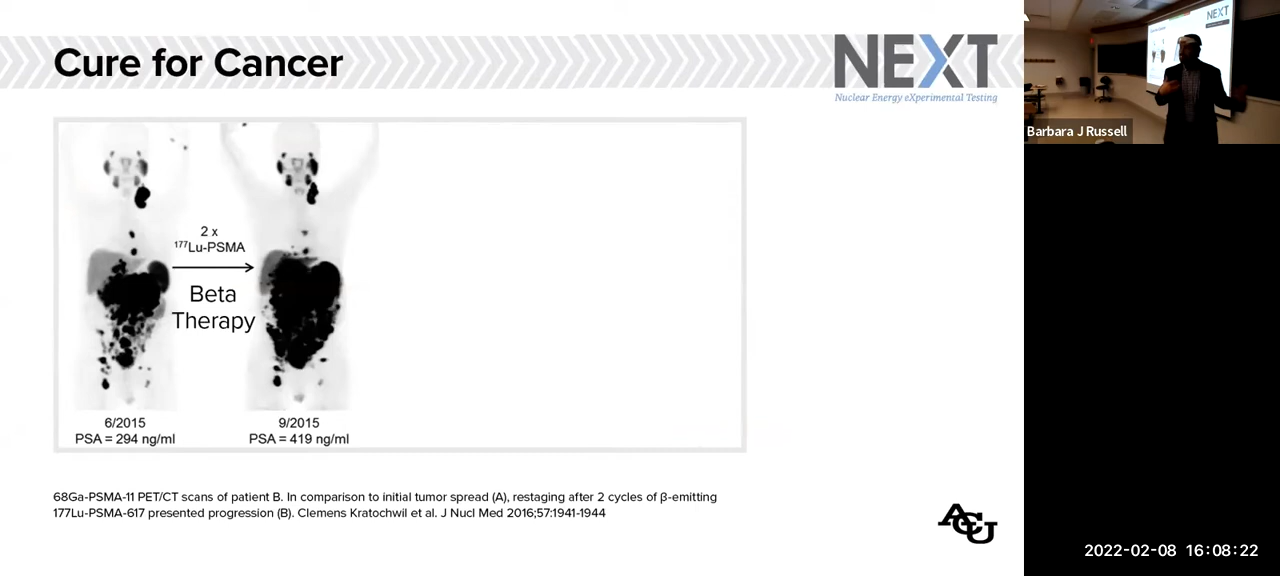 Cure for Cancer
NEXT
Nuclear Energy eXperimental Testing
2 x
¹⁷⁷Lu-PSMA
Beta
Therapy
6/2015
PSA = 294 ng/ml
9/2015
PSA = 419 ng/ml
68Ga-PSMA-11 PET/CT scans of patient B. In comparison to initial tumor spread (A), restaging after 2 cycles of β-emitting
177Lu-PSMA-617 presented progression (B). Clemens Kratochwil et al. J Nucl Med 2016;57:1941-1944
ACU
NEXT
Barbara J Russell
2022-02-08 16:08:22